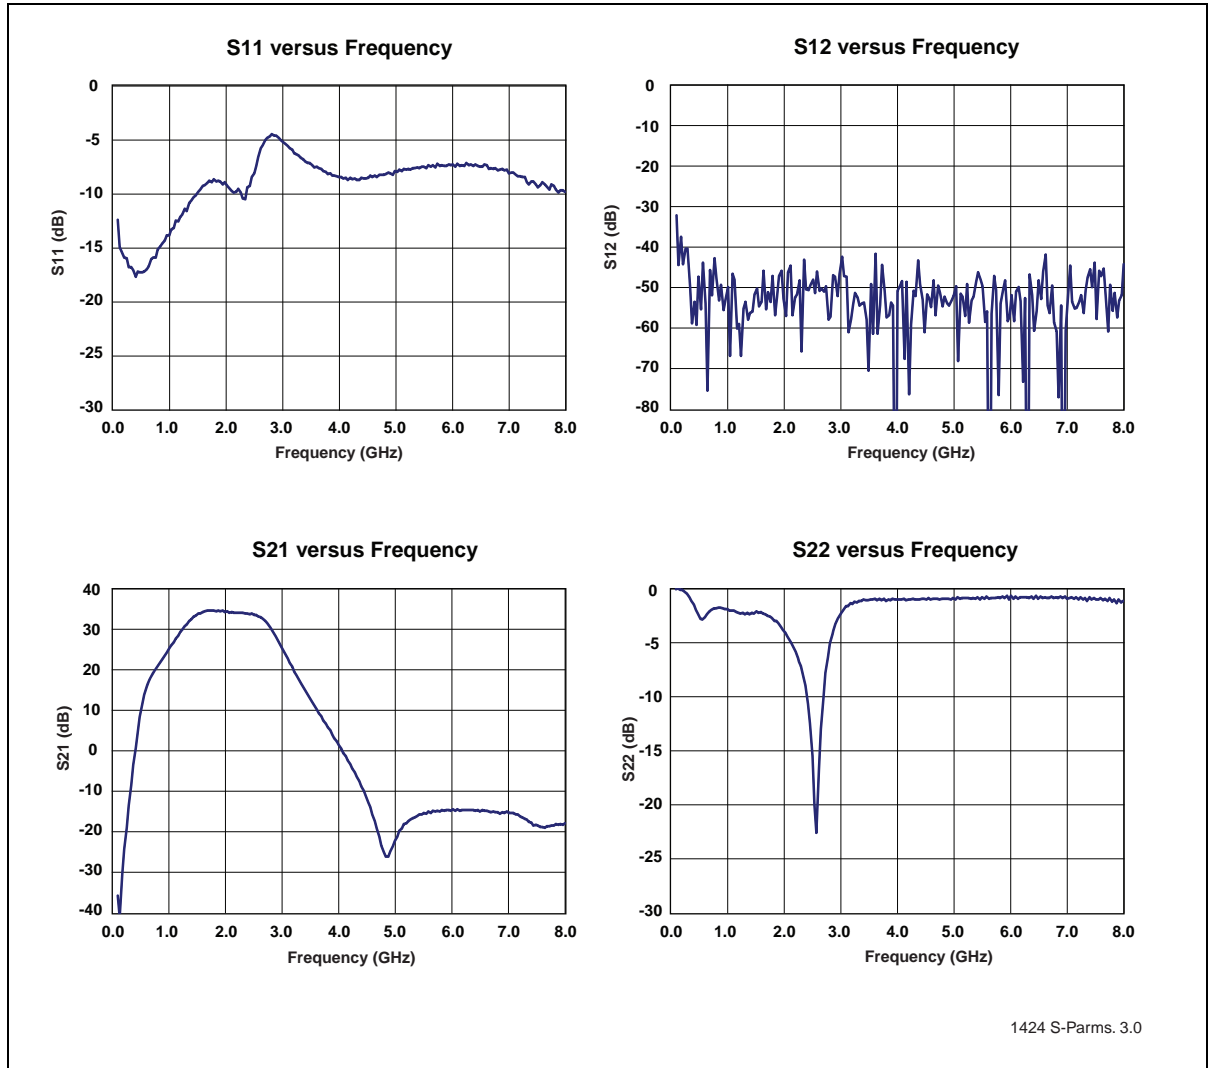 S11 versus Frequency
0
-5
-10
-15
-20
-25
-30
S11 (dB)
0.0 1.0 2.0 3.0 4.0 5.0 6.0 7.0 8.0
Frequency (GHz)
S12 versus Frequency
0
-10
-20
-30
-40
-50
-60
-70
-80
S12 (dB)
0.0 1.0 2.0 3.0 4.0 5.0 6.0 7.0 8.0
Frequency (GHz)
S21 versus Frequency
40
30
20
10
0
-10
-20
-30
-40
S21 (dB)
0.0 1.0 2.0 3.0 4.0 5.0 6.0 7.0 8.0
Frequency (GHz)
S22 versus Frequency
0
-5
-10
-15
-20
-25
-30
S22 (dB)
0.0 1.0 2.0 3.0 4.0 5.0 6.0 7.0 8.0
Frequency (GHz)
1424 S-Parms. 3.0